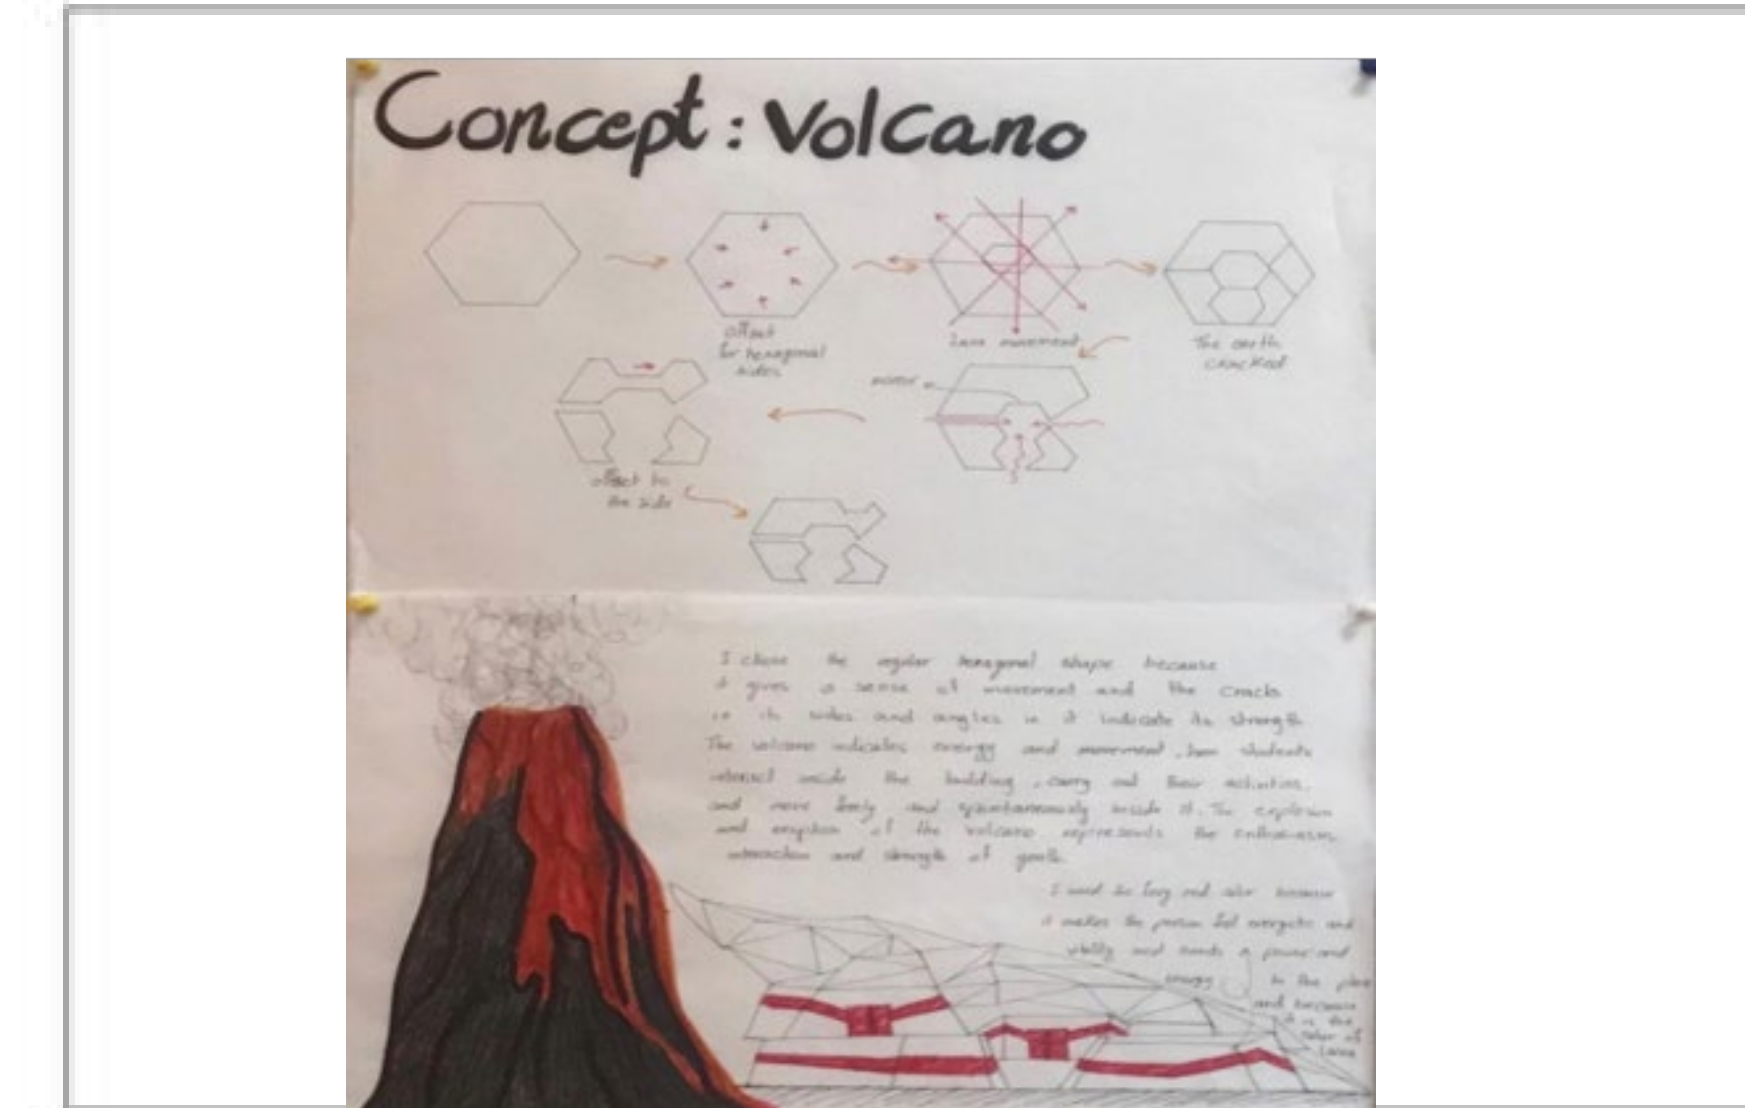 Concept : Volcano
offset
for hexagonal
sides
Lava movement
The earth
cracked
mirror
offset to
the side
I chose the regular hexagonal shape because
it gives a sense of movement and the cracks
in its sides and angles in it indicate its strength
The volcano indicates energy and movement, how students
interact inside the building, carry out their activities,
and move freely and spontaneously inside it. The explosion
and eruption of the volcano represents the enthusiasm,
interaction and strength of goals.
I used the red color because
it makes the person feel energetic and
vitality and sends a power and
energy to the place
and because
it is the
color of
Lava